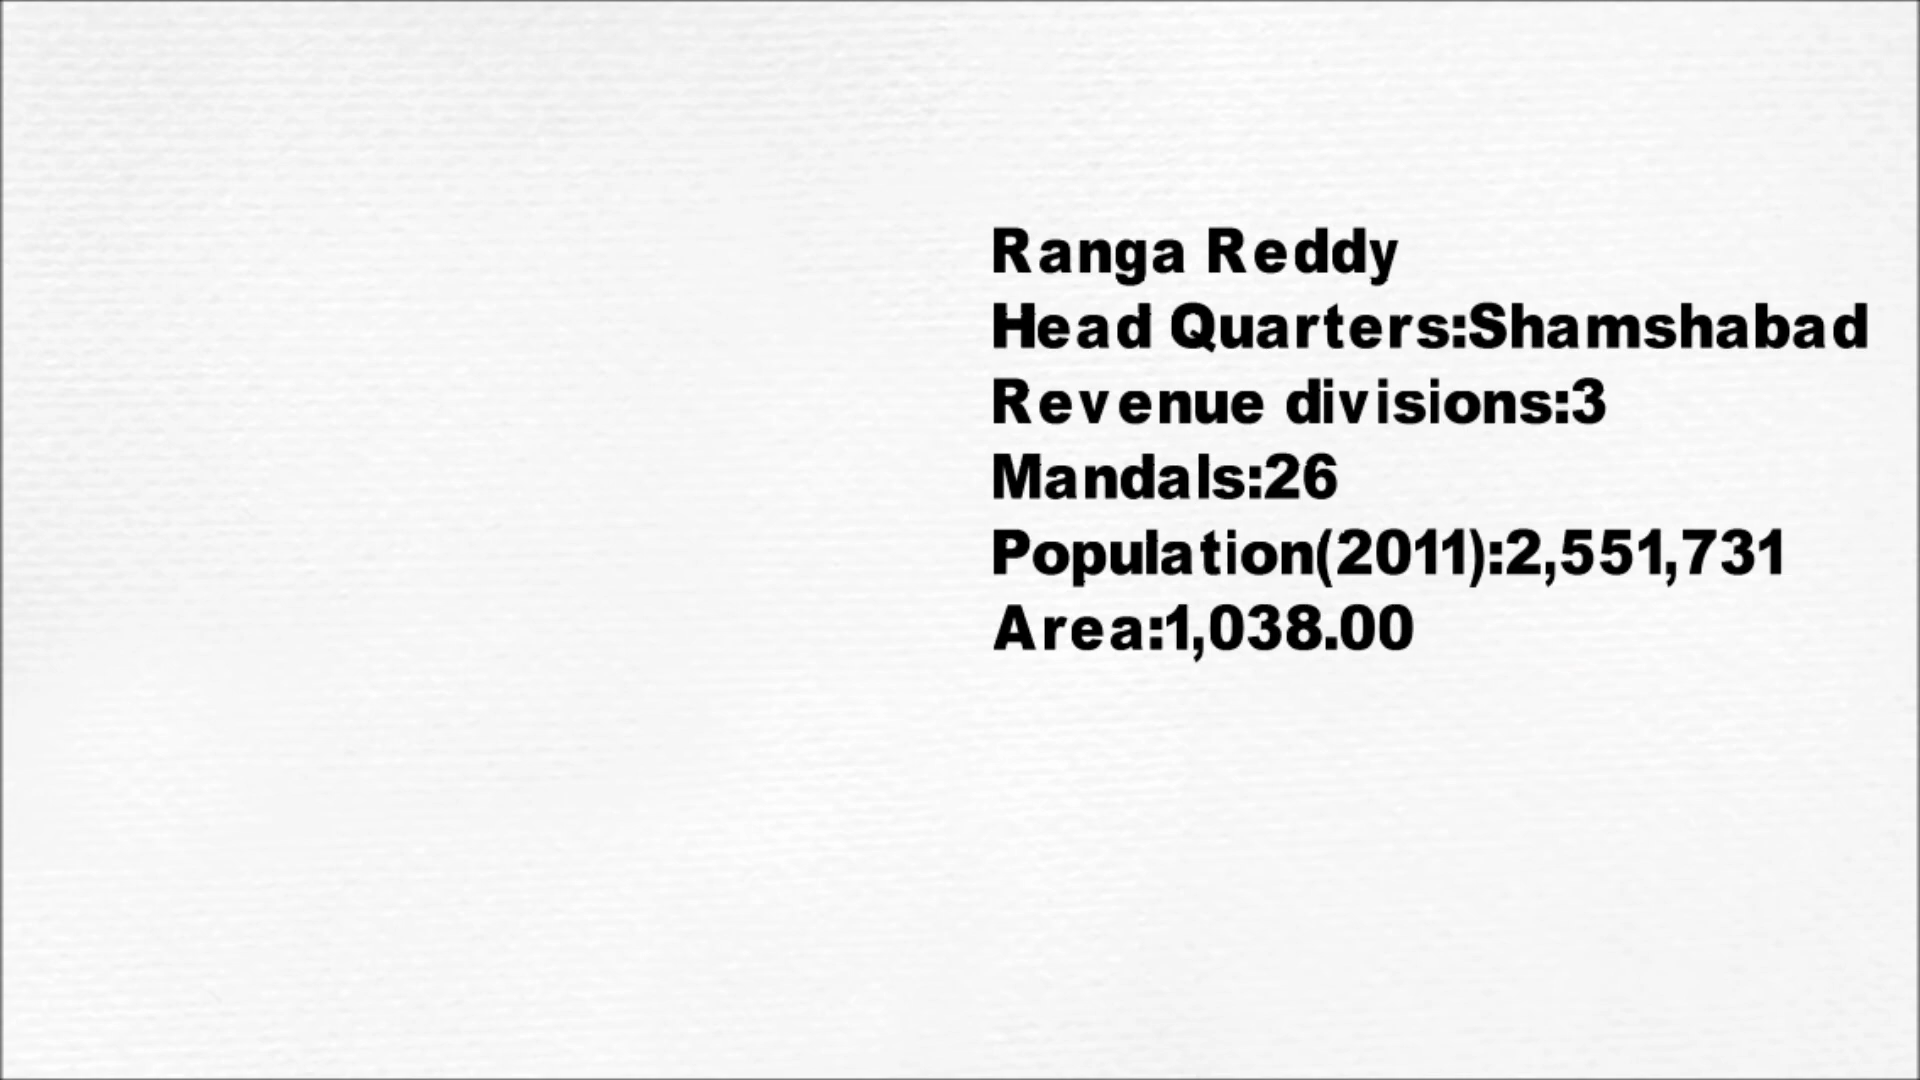 Ranga Reddy
Head Quarters:Shamshabad
Revenue divisions:3
Mandals:26
Population(2011):2,551,731
Area:1,038.00